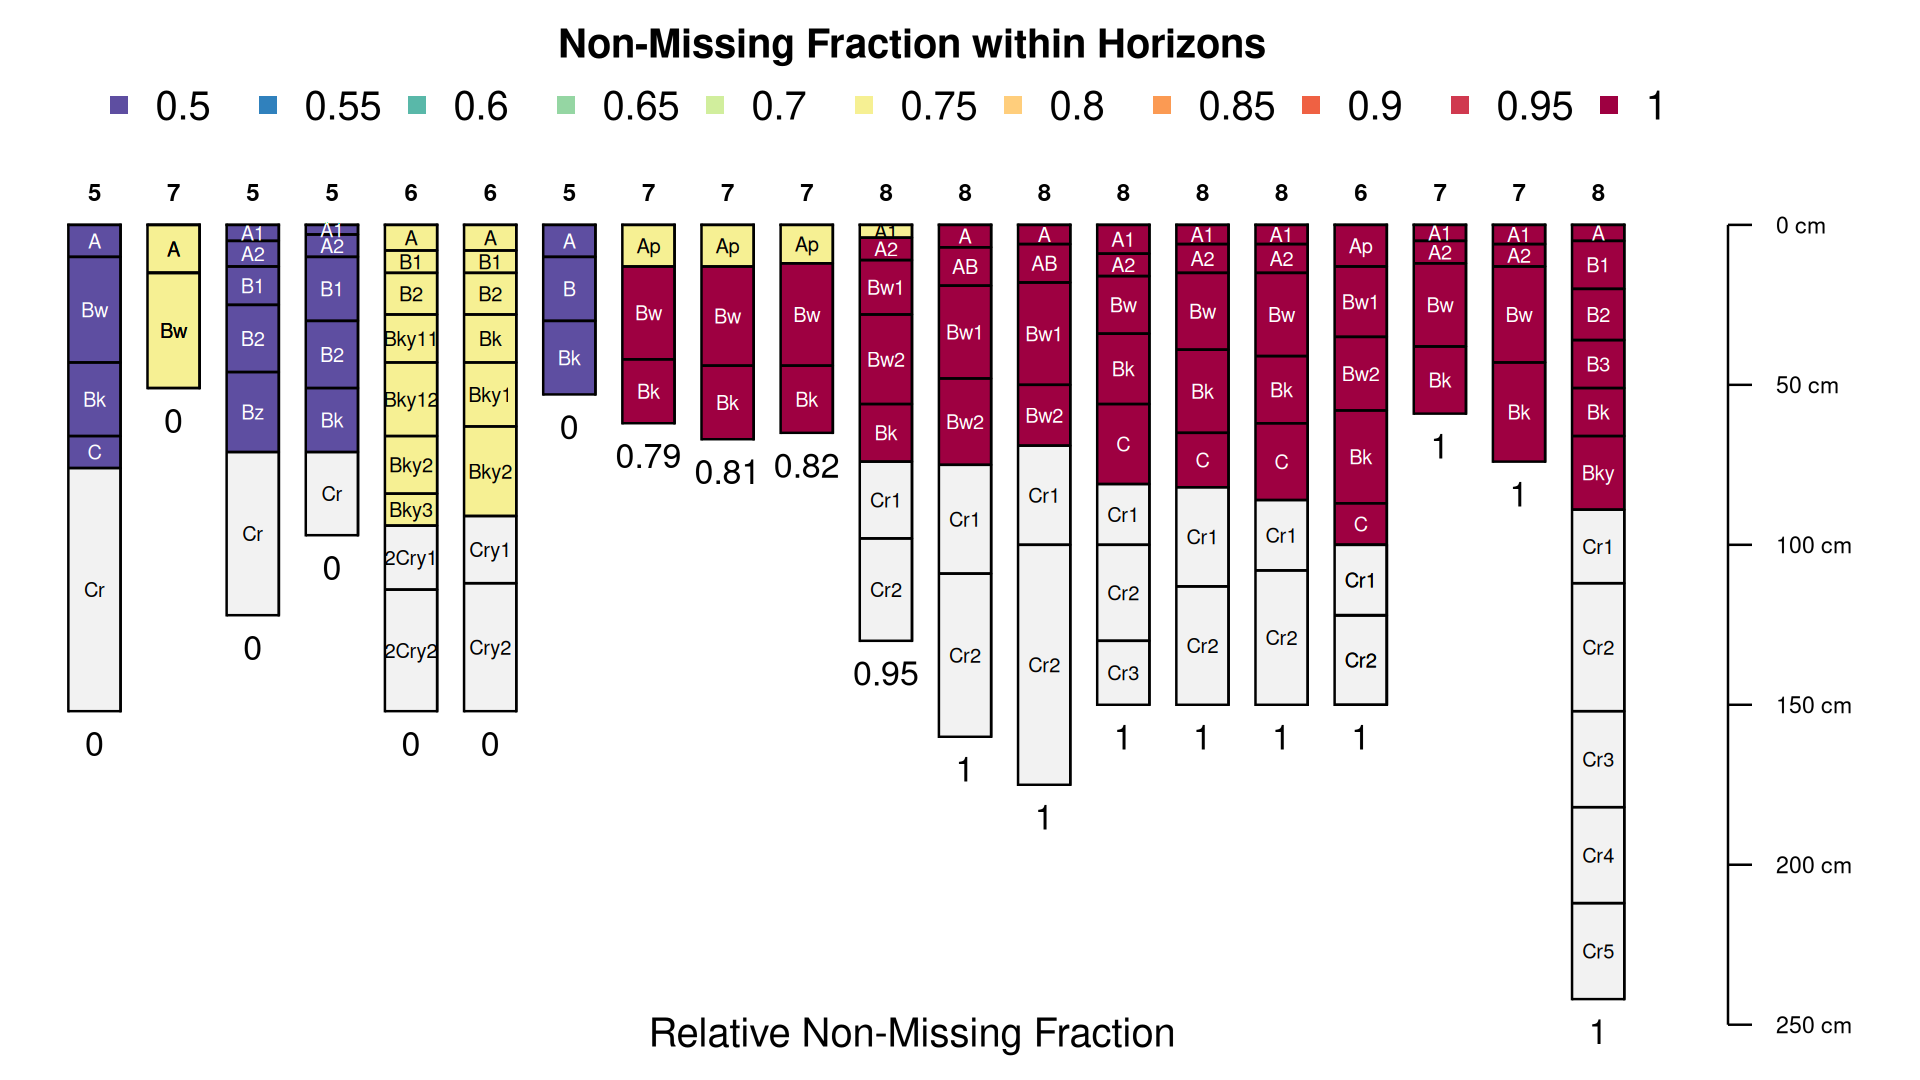 Non-Missing Fraction within Horizons
0.5 0.55 0.6 0.65 0.7 0.75 0.8 0.85 0.9 0.95 1
5 7 5 5 6 6 5 7 7 7 8 8 8 8 8 8 6 7 7 8
A Bw Bk C Cr 0
A Bw 0
A1 A2 B1 B2 Bz Cr 0
A1 A2 B1 B2 Bk Cr 0
A B1 B2 Bky11 Bky12 Bky2 Bky3 2Cry1 2Cry2 0
A B1 B2 Bk Bky1 Bky2 Cry1 Cry2 0
A B Bk 0
Ap Bw Bk 0.79
Ap Bw Bk 0.81
Ap Bw Bk 0.82
A1 A2 Bw1 Bw2 Bk Cr1 Cr2 0.95
A AB Bw1 Bw2 Cr1 Cr2 1
A AB Bw1 Bw2 Cr1 Cr2 1
A1 A2 Bw Bk C Cr1 Cr2 Cr3 1
A1 A2 Bw Bk C Cr1 Cr2 1
A1 A2 Bw Bk C Cr1 Cr2 1
Ap Bw1 Bw2 Bk C Cr1 Cr2 1
A1 A2 Bw Bk 1
A1 A2 Bw Bk 1
A B1 B2 B3 Bk Bky Cr1 Cr2 Cr3 Cr4 Cr5 1
0 cm
50 cm
100 cm
150 cm
200 cm
250 cm
Relative Non-Missing Fraction